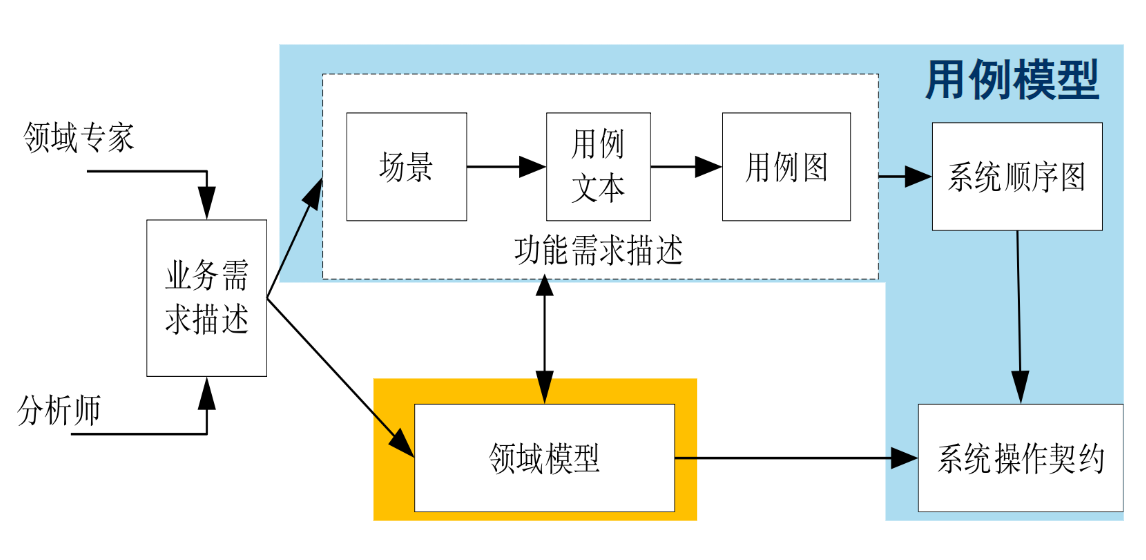 用例模型
领域专家
场景
用例
文本
用例图
系统顺序图
功能需求描述
业务需
求描述
分析师
领域模型
系统操作契约